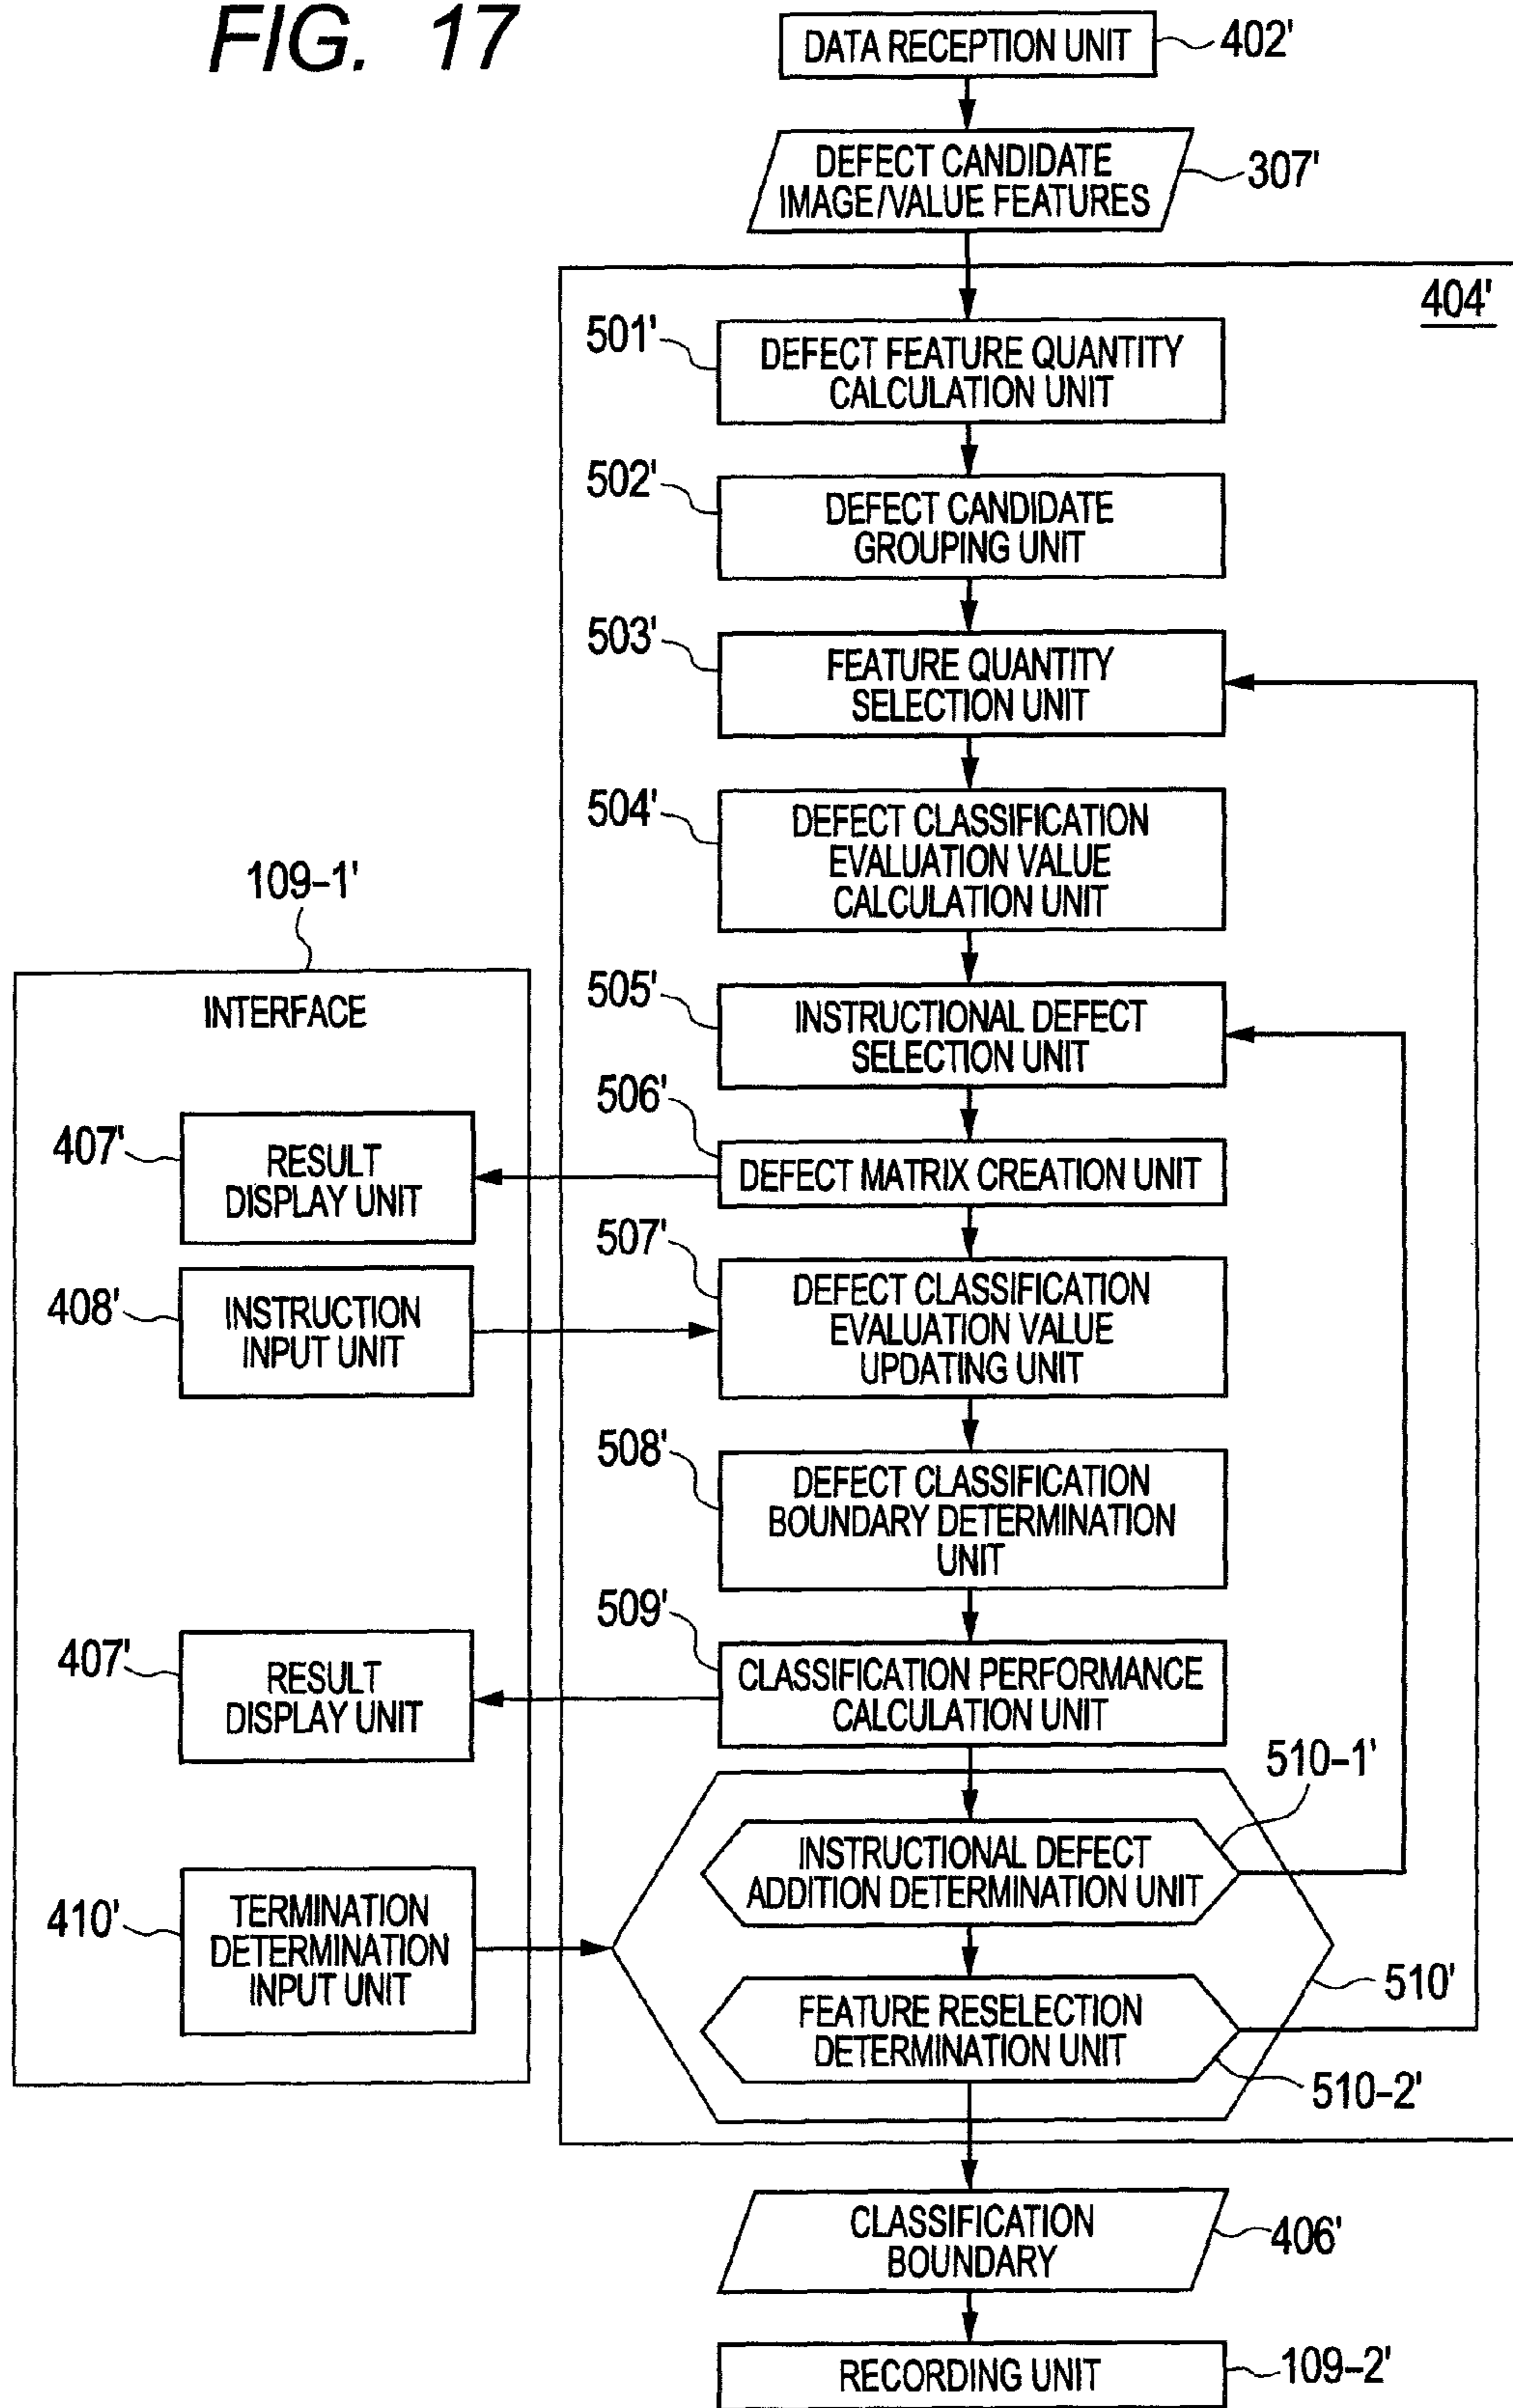 FIG. 17
DATA RECEPTION UNIT
402'
DEFECT CANDIDATE
IMAGE/VALUE FEATURES
307'
404'
501'
DEFECT FEATURE QUANTITY
CALCULATION UNIT
502'
DEFECT CANDIDATE
GROUPING UNIT
503'
FEATURE QUANTITY
SELECTION UNIT
504'
DEFECT CLASSIFICATION
EVALUATION VALUE
CALCULATION UNIT
109-1'
INTERFACE
505'
INSTRUCTIONAL DEFECT
SELECTION UNIT
506'
DEFECT MATRIX CREATION UNIT
407'
RESULT
DISPLAY UNIT
507'
DEFECT CLASSIFICATION
EVALUATION VALUE
UPDATING UNIT
408'
INSTRUCTION
INPUT UNIT
508'
DEFECT CLASSIFICATION
BOUNDARY DETERMINATION
UNIT
509'
CLASSIFICATION PERFORMANCE
CALCULATION UNIT
407'
RESULT
DISPLAY UNIT
510-1'
INSTRUCTIONAL DEFECT
ADDITION DETERMINATION UNIT
410'
TERMINATION
DETERMINATION
INPUT UNIT
510'
FEATURE RESELECTION
DETERMINATION UNIT
510-2'
CLASSIFICATION
BOUNDARY
406'
RECORDING UNIT
109-2'